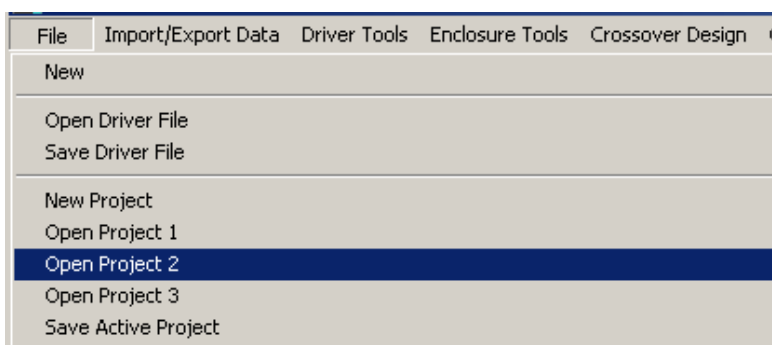 File Import/Export Data Driver Tools Enclosure Tools Crossover Design
New
Open Driver File
Save Driver File
New Project
Open Project 1
Open Project 2
Open Project 3
Save Active Project